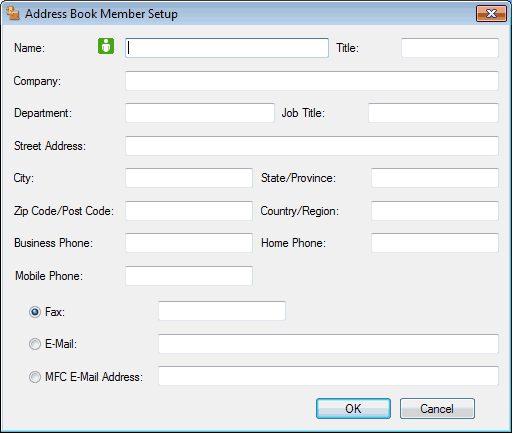 Address Book Member Setup
Name: Title:
Company:
Department: Job Title:
Street Address:
City: State/Province:
Zip Code/Post Code: Country/Region:
Business Phone: Home Phone:
Mobile Phone:
Fax:
E-Mail:
MFC E-Mail Address:
OK Cancel